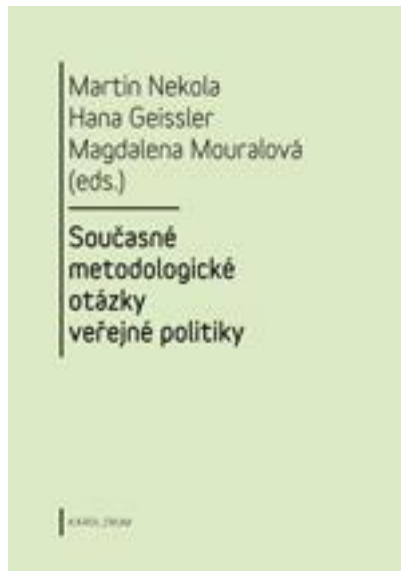 Martin Nekola
Hana Geissler
Magdalena Mouralová
(eds.)
Současné
metodologické
otázky
veřejné politiky
KAROLINUM